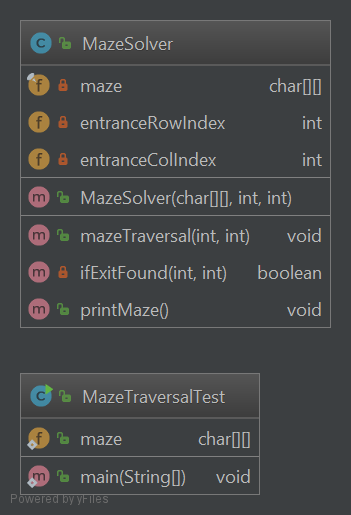 C MazeSolver
f maze char[][]
f entranceRowIndex int
f entranceColIndex int
m MazeSolver(char[][], int, int)
m mazeTraversal(int, int) void
m ifExitFound(int, int) boolean
m printMaze() void
C MazeTraversalTest
f maze char[][]
m main(String[]) void
Powered by yFiles